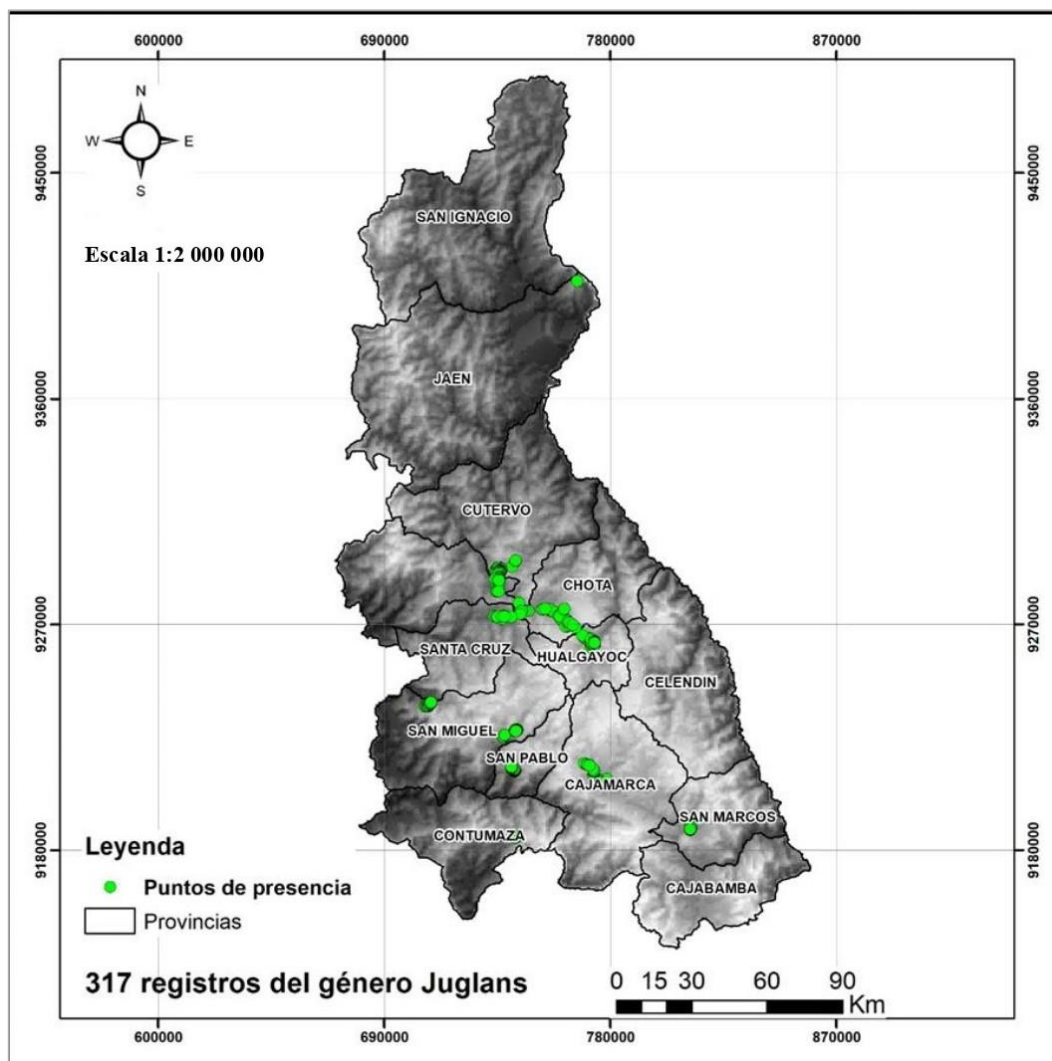 600000 690000 780000 870000
N
W E
S
9450000 9450000
SAN IGNACIO
Escala 1:2 000 000
JAEN
9360000 9360000
CUTERVO
CHOTA
9270000 9270000
SANTA CRUZ
HUALGAYOC
CELENDIN
SAN MIGUEL
SAN PABLO
CAJAMARCA
SAN MARCOS
CONTUMAZA
9180000 9180000
CAJABAMBA
Leyenda
Puntos de presencia
Provincias
317 registros del género Juglans
0 15 30 60 90
Km
600000 690000 780000 870000